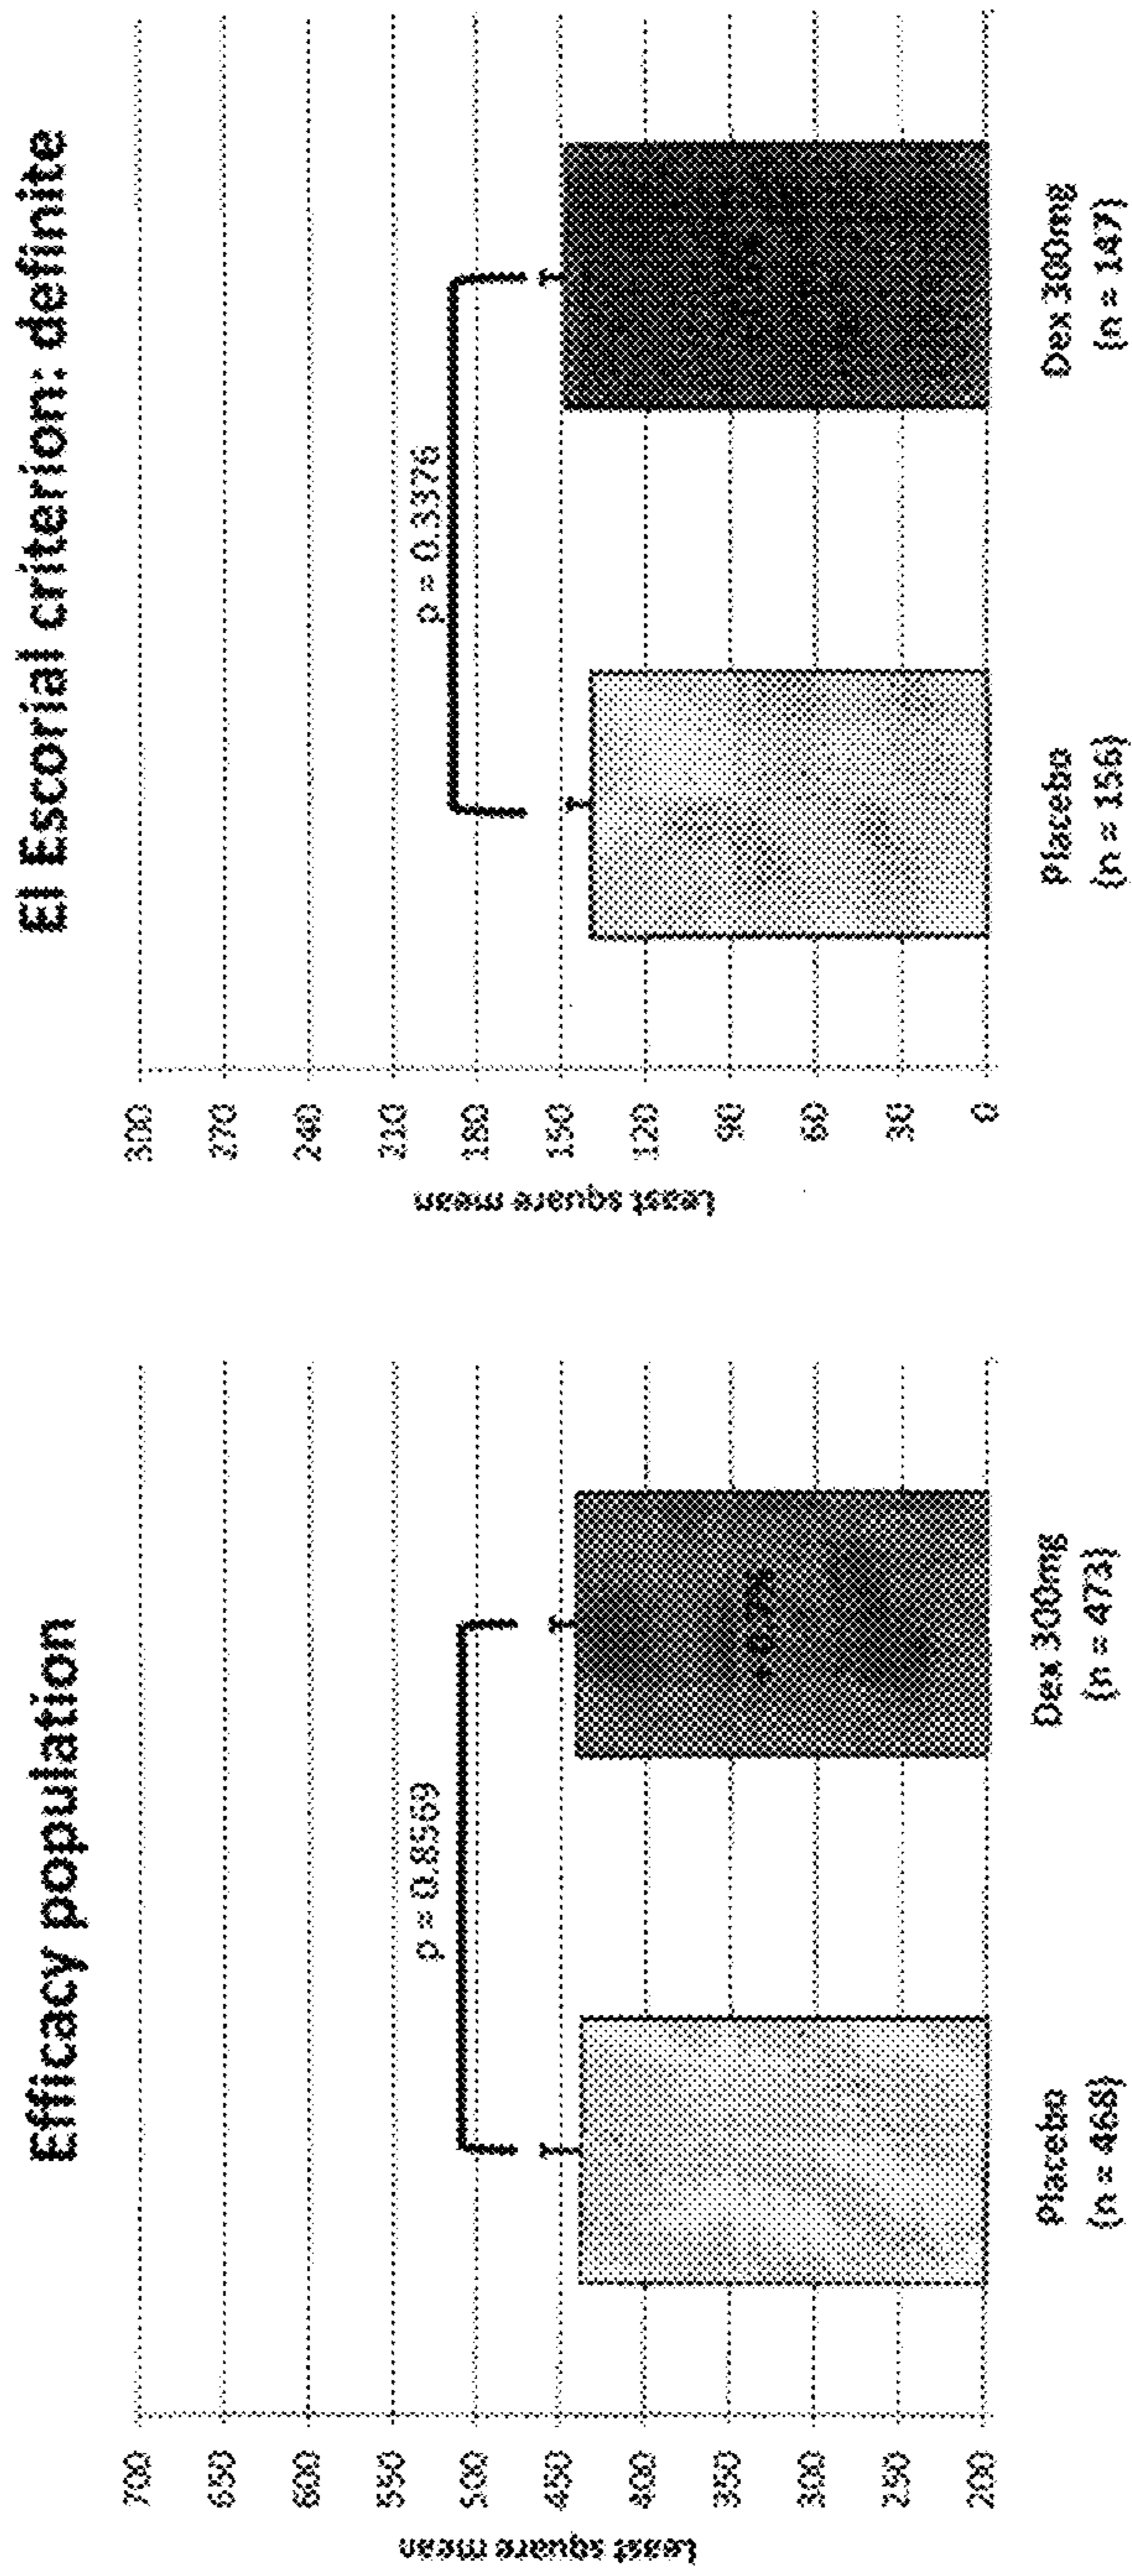 Efficacy population
Least square mean
700
650
600
550
500
450
400
350
300
250
200
p = 0.8969
Placebo
(n = 468)
Dex 300mg
(n = 473)
El Escorial criterion: definite
Least square mean
300
270
240
210
180
150
120
90
60
30
0
p = 0.3376
Placebo
(n = 156)
Dex 300mg
(n = 147)